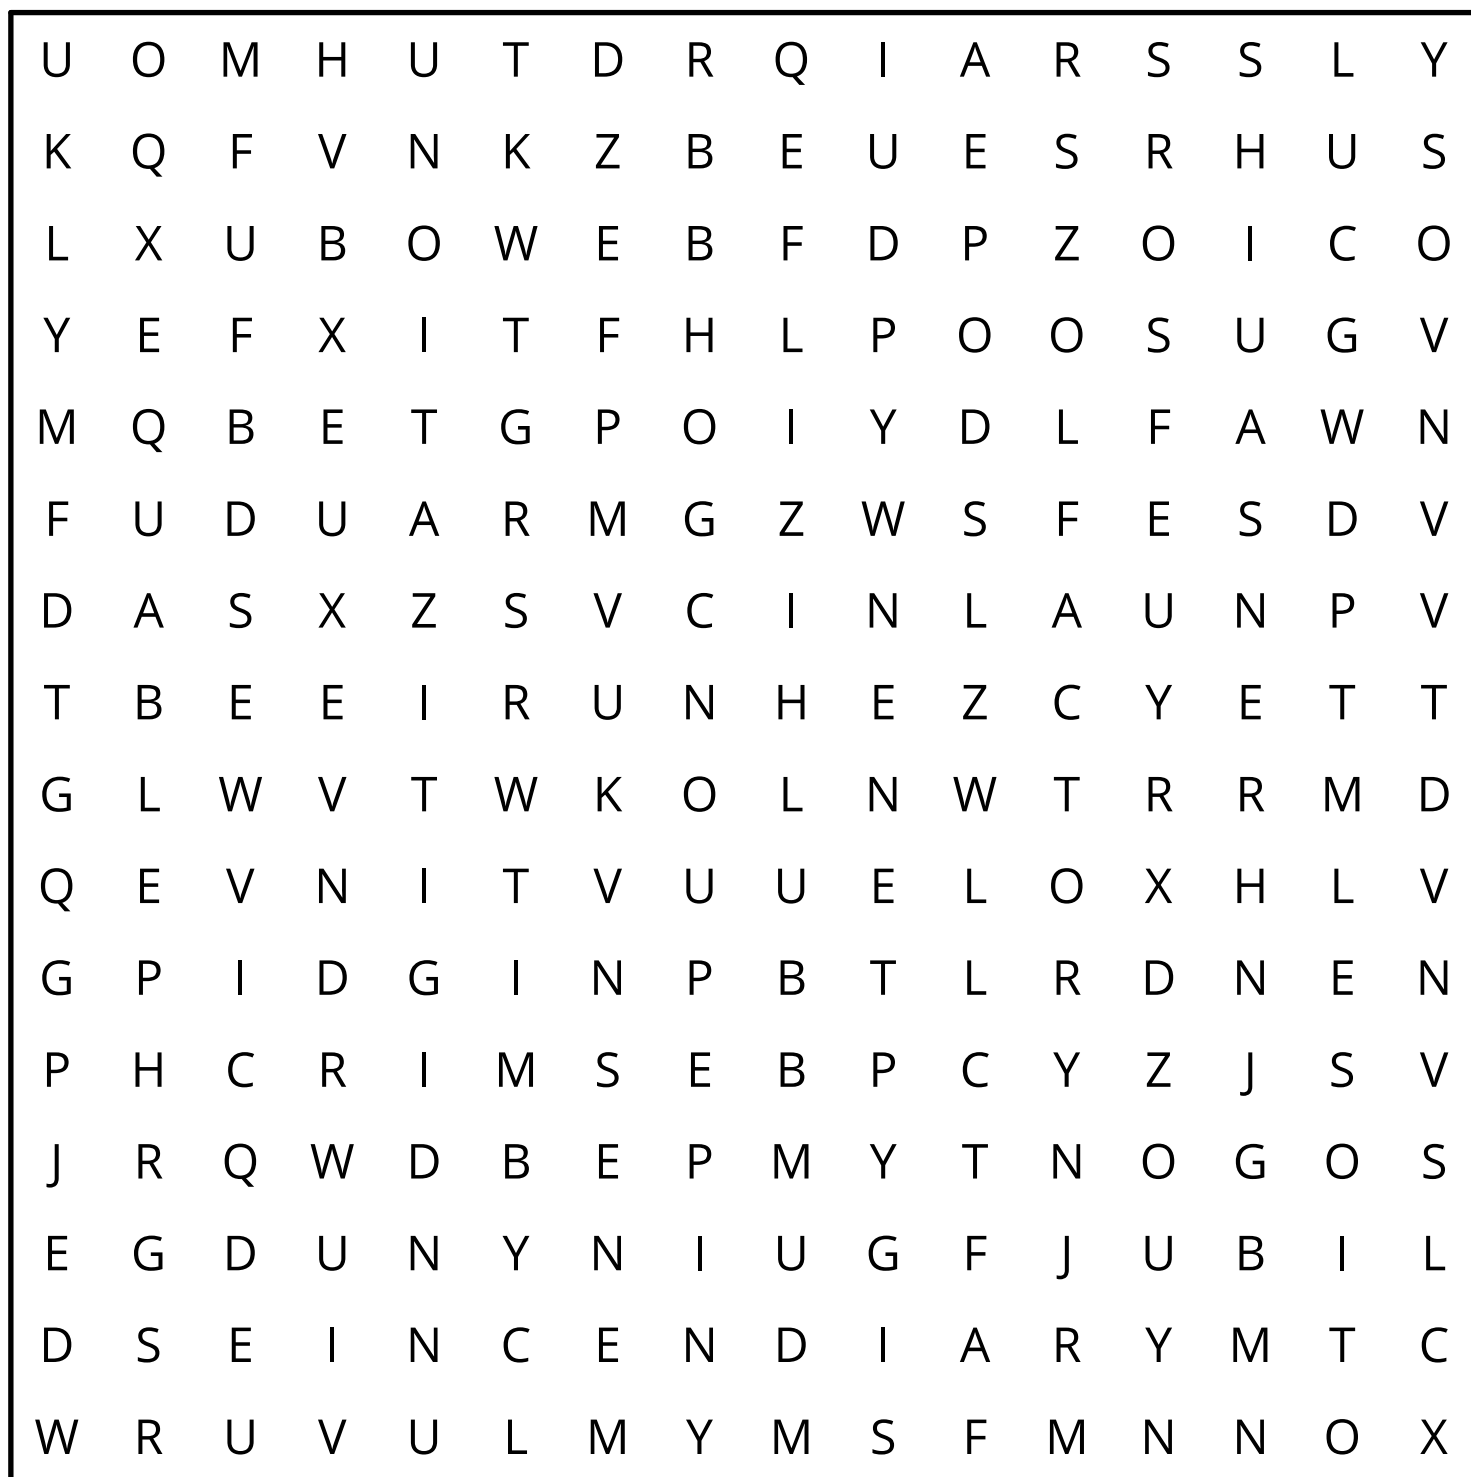 U O M H U T D R Q I A R S S L Y
K Q F V N K Z B E U E S R H U S
L X U B O W E B F D P Z O I C O
Y E F X I T F H L P O O S U G V
M Q B E T G P O I Y D L F A W N
F U D U A R M G Z W S F E S D V
D A S X Z S V C I N L A U N P V
T B E E I R U N H E Z C Y E T T
G L W V T W K O L N W T R R M D
Q E V N I T V U U E L O X H L V
G P I D G I N P B T L R D N E N
P H C R I M S E B P C Y Z J S V
J R Q W D B E P M Y T N O G O S
E G D U N Y N I U G F J U B I L
D S E I N C E N D I A R Y M T C
W R U V U L M Y M S F M N N O X